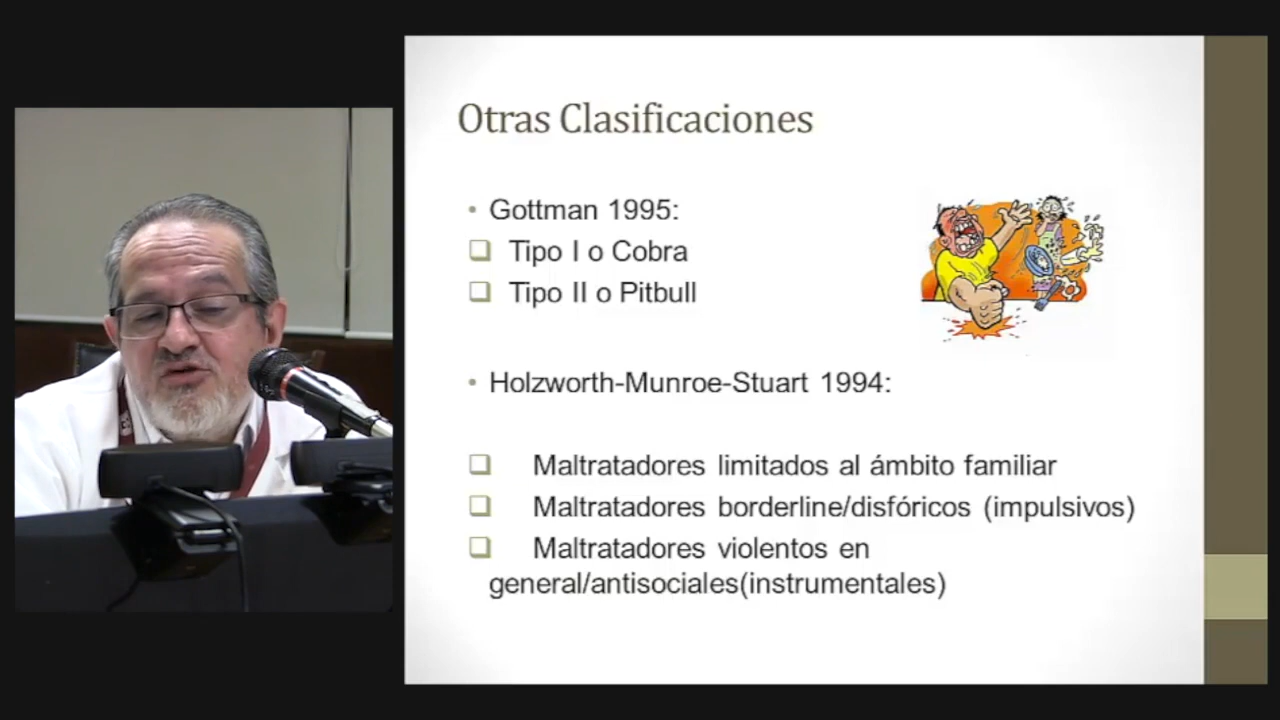 Otras Clasificaciones
• Gottman 1995:
❑ Tipo I o Cobra
❑ Tipo II o Pitbull
• Holzworth-Munroe-Stuart 1994:
❑ Maltratadores limitados al ámbito familiar
❑ Maltratadores borderline/disfóricos (impulsivos)
❑ Maltratadores violentos en
general/antisociales(instrumentales)